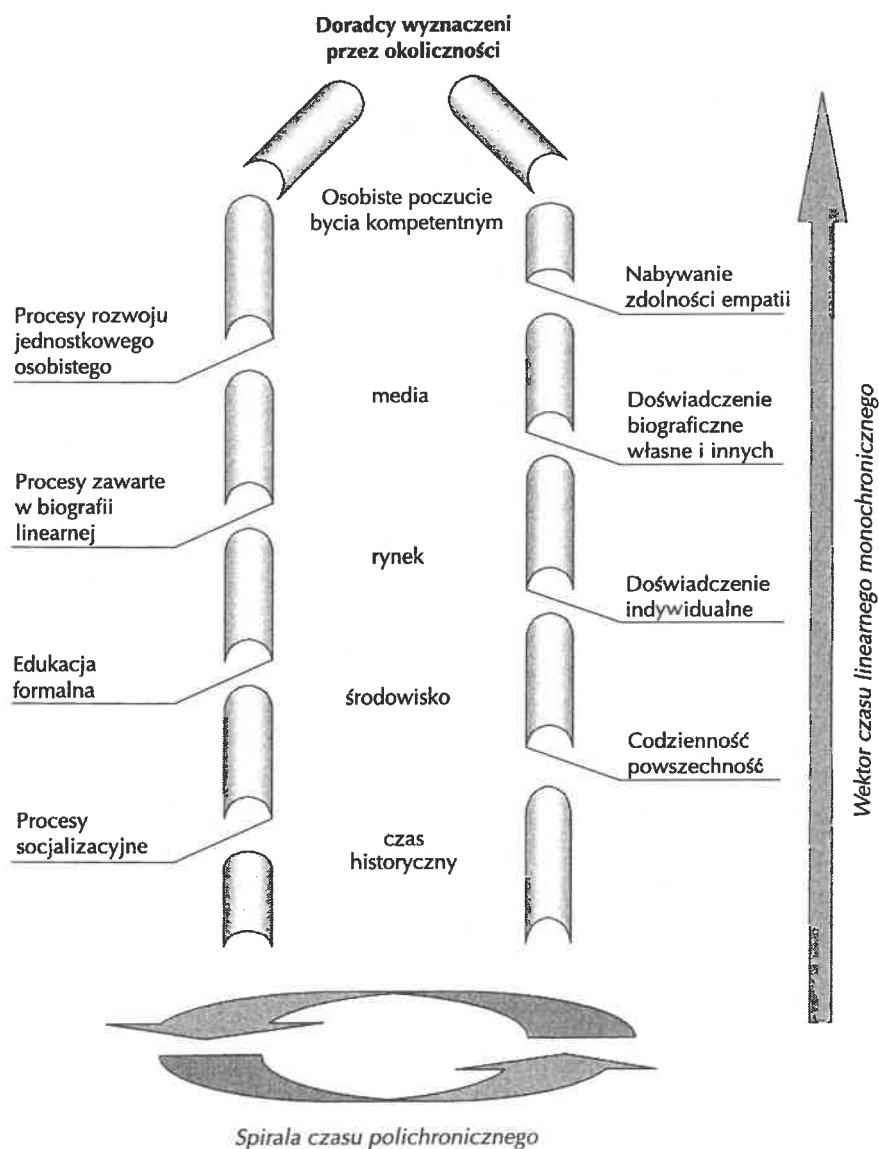 Doradcy wyznaczeni
przez okoliczności
Osobiste poczucie
bycia kompetentnym
Nabywanie
zdolności empatii
Procesy rozwoju
jednostkowego
osobistego
media
Doświadczenie
biograficzne
własne i innych
Procesy zawarte
w biografii
linearnej
rynek
Doświadczenie
indywidualne
Edukacja
formalna
środowisko
Codzienność
powszechność
Procesy
socjalizacyjne
czas
historyczny
Wektor czasu linearnego monochronicznego
Spirala czasu polichronicznego